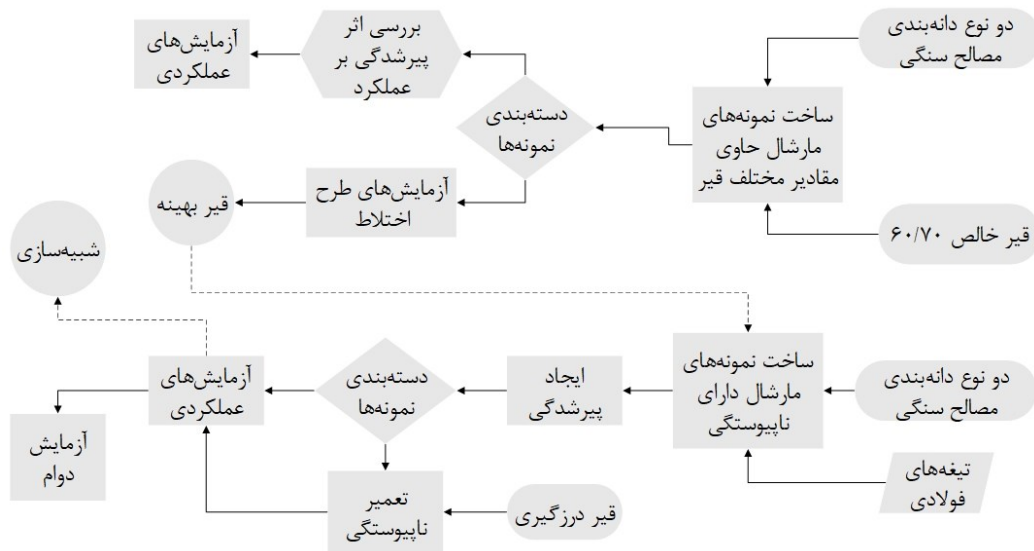 دو نوع دانه‌بندی
مصالح سنگی
ساخت نمونه‌های
مارشال حاوی
مقادیر مختلف قیر
قیر خالص ۶۰/۷۰
دسته‌بندی
نمونه‌ها
بررسی اثر
پیرشدگی بر
عملکرد
آزمایش‌های
عملکردی
آزمایش‌های طرح
اختلاط
قیر بهینه
دو نوع دانه‌بندی
مصالح سنگی
تیغه‌های
فولادی
ساخت نمونه‌های
مارشال دارای
ناپیوستگی
ایجاد
پیرشدگی
دسته‌بندی
نمونه‌ها
قیر درزگیری
تعمیر
ناپیوستگی
آزمایش‌های
عملکردی
شبیه‌سازی
آزمایش
دوام